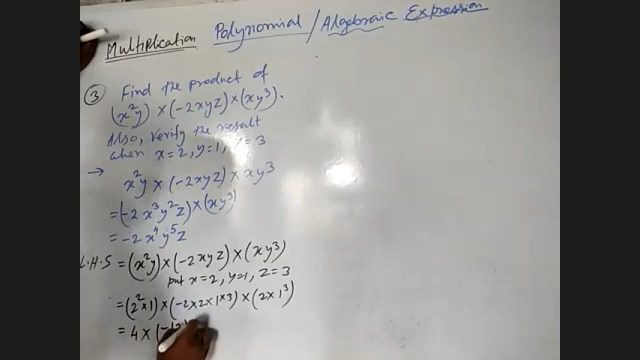 Multiplication Polynomial / Algebraic Expression
③ Find the product of
(x²y) × (-2xyz) × (xy³).
Also, verify the result
when x=2, y=1, z=3
→ x²y × (-2xyz) × xy³
= (-2x³y²z) × (xy³)
= -2x⁴y⁵z
L.H.S = (x²y) × (-2xyz) × (xy³)
put x=2, y=1, z=3
= (2²×1) × (-2×2×1×3) × (2×1³)
= 4 × (-12)